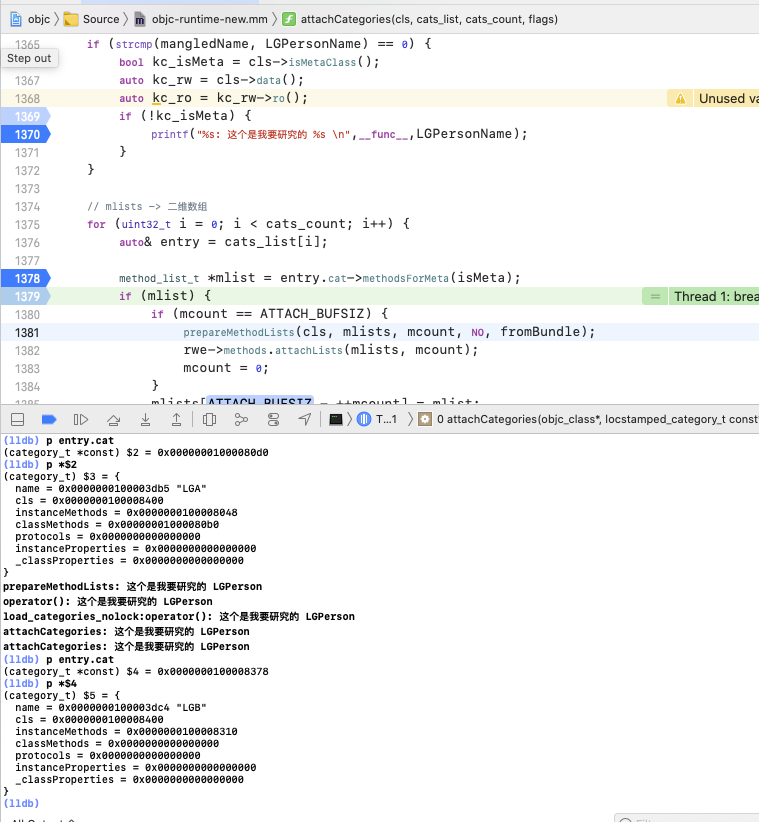 objc 〉 Source 〉 objc-runtime-new.mm 〉 attachCategories(cls, cats_list, cats_count, flags)
1365 if (strcmp(mangledName, LGPersonName) == 0) {
Step out bool kc_isMeta = cls->isMetaClass();
1367 auto kc_rw = cls->data();
1368 auto kc_ro = kc_rw->ro(); Unused va
1369 if (!kc_isMeta) {
1370 printf("%s: 这个是我要研究的 %s \n",__func__,LGPersonName);
1371 }
1372 }
1373
1374 // mlists -> 二维数组
1375 for (uint32_t i = 0; i < cats_count; i++) {
1376 auto& entry = cats_list[i];
1377
1378 method_list_t *mlist = entry.cat->methodsForMeta(isMeta);
1379 if (mlist) { = Thread 1: brea
1380 if (mcount == ATTACH_BUFSIZ) {
1381 prepareMethodLists(cls, mlists, mcount, NO, fromBundle);
1382 rwe->methods.attachLists(mlists, mcount);
1383 mcount = 0;
1384 }
1385 mlists[ATTACH_BUFSIZ - ++mcount] = mlist;
T...1 〉 0 attachCategories(objc_class*, locstamped_category_t const
(lldb) p entry.cat
(category_t *const) $2 = 0x00000001000080d0
(lldb) p *$2
(category_t) $3 = {
name = 0x0000000100003db5 "LGA"
cls = 0x0000000100008400
instanceMethods = 0x0000000100008048
classMethods = 0x00000001000080b0
protocols = 0x0000000000000000
instanceProperties = 0x0000000000000000
_classProperties = 0x0000000000000000
}
prepareMethodLists: 这个是我要研究的 LGPerson
operator(): 这个是我要研究的 LGPerson
load_categories_nolock:operator(): 这个是我要研究的 LGPerson
attachCategories: 这个是我要研究的 LGPerson
attachCategories: 这个是我要研究的 LGPerson
(lldb) p entry.cat
(category_t *const) $4 = 0x0000000100008378
(lldb) p *$4
(category_t) $5 = {
name = 0x0000000100003dc4 "LGB"
cls = 0x0000000100008400
instanceMethods = 0x0000000100008310
classMethods = 0x0000000000000000
protocols = 0x0000000000000000
instanceProperties = 0x0000000000000000
_classProperties = 0x0000000000000000
}
(lldb)